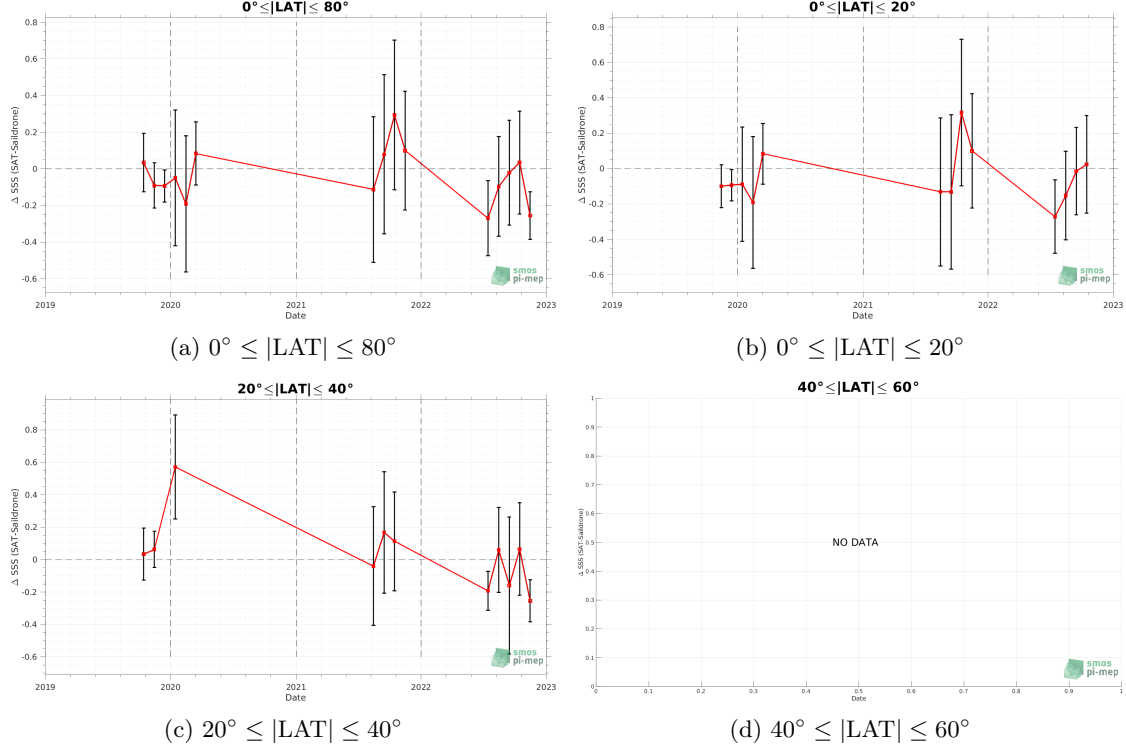 0°≤|LAT|≤ 80°
0.8
0.6
0.4
0.2
0
-0.2
-0.4
-0.6
Δ SSS (SAT-Saildrone)
2019
2020
2021
2022
2023
Date
smos
pi-mep
(a) 0° ≤ |LAT| ≤ 80°
0°≤|LAT|≤ 20°
0.8
0.6
0.4
0.2
0
-0.2
-0.4
-0.6
Δ SSS (SAT-Saildrone)
2019
2020
2021
2022
2023
Date
smos
pi-mep
(b) 0° ≤ |LAT| ≤ 20°
20°≤|LAT|≤ 40°
0.8
0.6
0.4
0.2
0
-0.2
-0.4
-0.6
Δ SSS (SAT-Saildrone)
2019
2020
2021
2022
2023
Date
smos
pi-mep
(c) 20° ≤ |LAT| ≤ 40°
40°≤|LAT|≤ 60°
1
0.9
0.8
0.7
0.6
0.5
0.4
0.3
0.2
0.1
0
Δ SSS (SAT-Saildrone)
NO DATA
0
0.1
0.2
0.3
0.4
0.5
0.6
0.7
0.8
0.9
1
Date
smos
pi-mep
(d) 40° ≤ |LAT| ≤ 60°